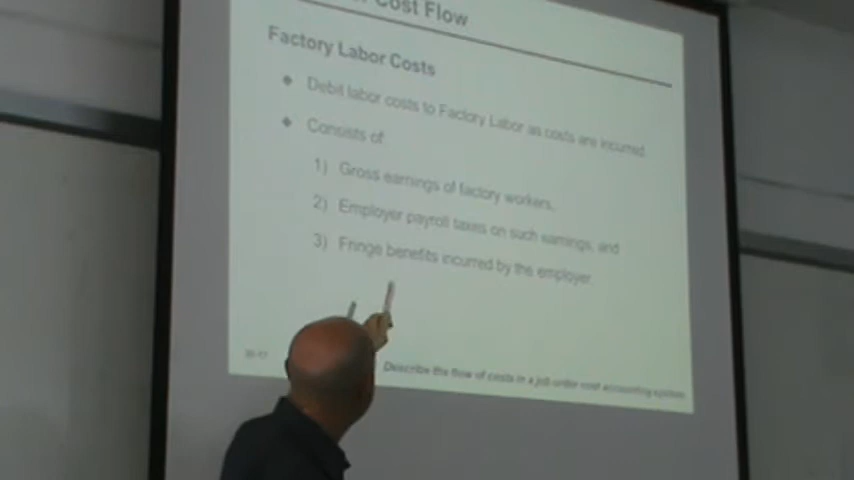 Cost Flow
Factory Labor Costs
Debit labor costs to Factory Labor as costs are incurred
Consists of
1) Gross earnings of factory workers,
2) Employer payroll taxes on such earnings, and
3) Fringe benefits incurred by the employer.
Describe the flow of costs in a job order cost accounting system